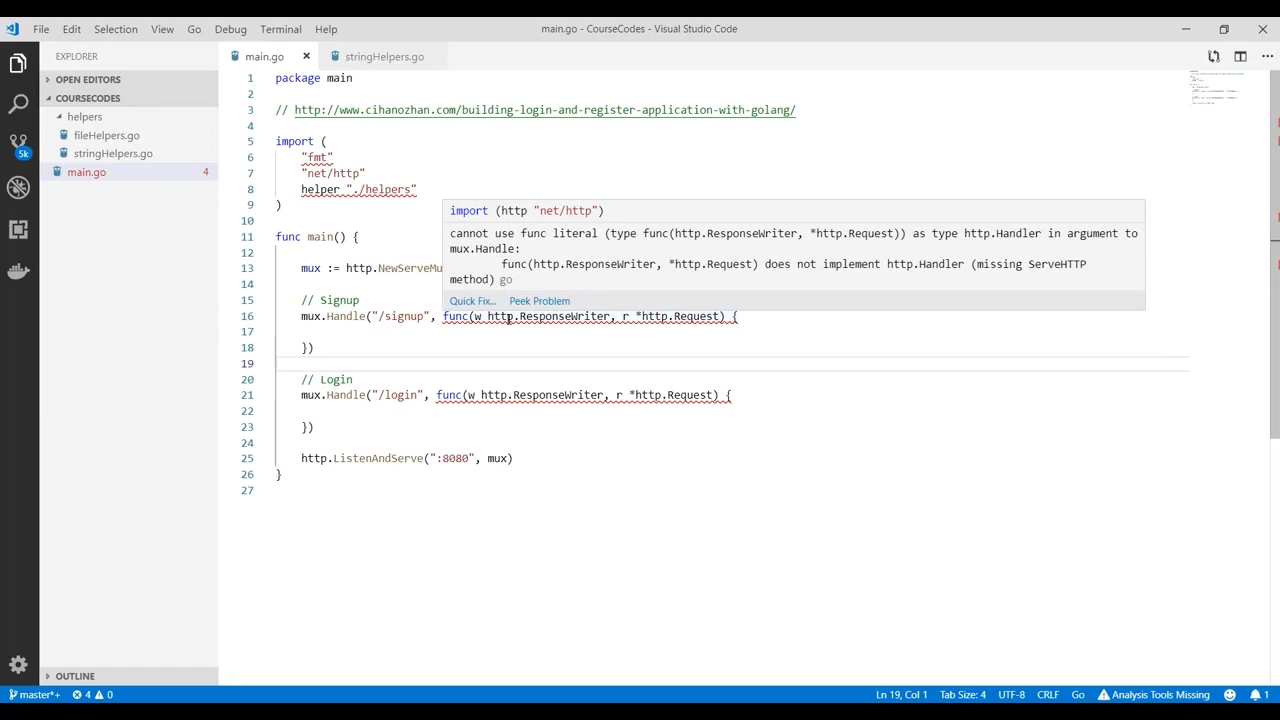 File Edit Selection View Go Debug Terminal Help main.go - CourseCodes - Visual Studio Code
EXPLORER
OPEN EDITORS
COURSECODES
helpers
fileHelpers.go
stringHelpers.go
main.go 4
5k
OUTLINE
main.go stringHelpers.go
1 package main
2
3 // http://www.cihanozhan.com/building-login-and-register-application-with-golang/
4
5 import (
6 "fmt"
7 "net/http"
8 helper "./helpers"
9 )
10
11 func main() {
12
13 mux := http.NewServeMu
14
15 // Signup
16 mux.Handle("/signup", func(w http.ResponseWriter, r *http.Request) {
17
18 })
19
20 // Login
21 mux.Handle("/login", func(w http.ResponseWriter, r *http.Request) {
22
23 })
24
25 http.ListenAndServe(":8080", mux)
26 }
27
import (http "net/http")
cannot use func literal (type func(http.ResponseWriter, *http.Request)) as type http.Handler in argument to
mux.Handle:
func(http.ResponseWriter, *http.Request) does not implement http.Handler (missing ServeHTTP
method) go
Quick Fix... Peek Problem
master*+ 4 0 Ln 19, Col 1 Tab Size: 4 UTF-8 CRLF Go Analysis Tools Missing 1